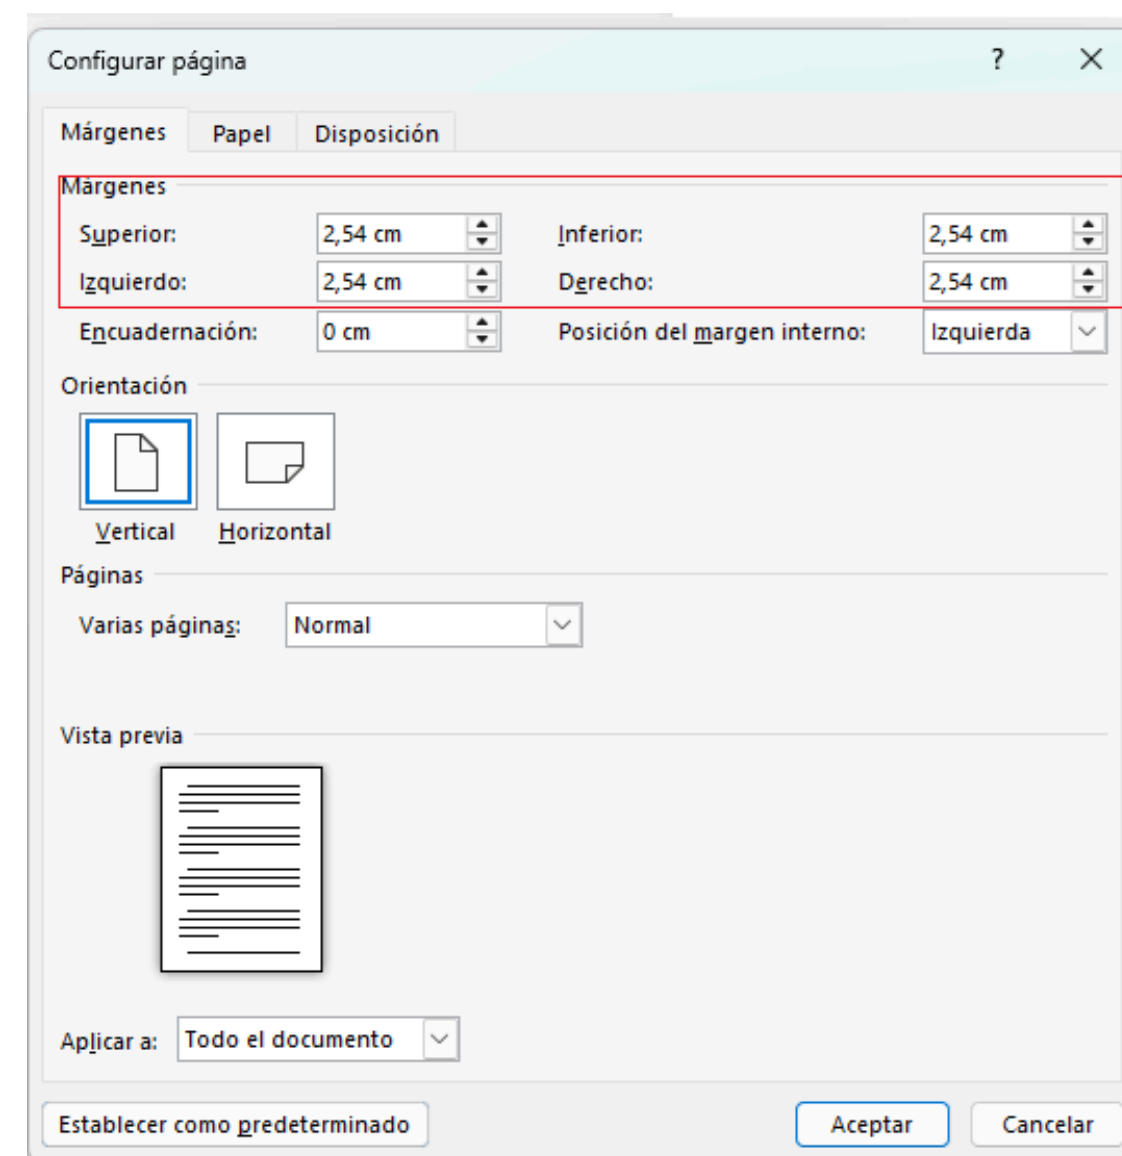 Configurar página ?
Márgenes Papel Disposición
Márgenes
Superior: 2,54 cm Inferior: 2,54 cm
Izquierdo: 2,54 cm Derecho: 2,54 cm
Encuadernación: 0 cm Posición del margen interno: Izquierda
Orientación
Vertical Horizontal
Páginas
Varias páginas: Normal
Vista previa
Aplicar a: Todo el documento
Establecer como predeterminado Aceptar Cancelar